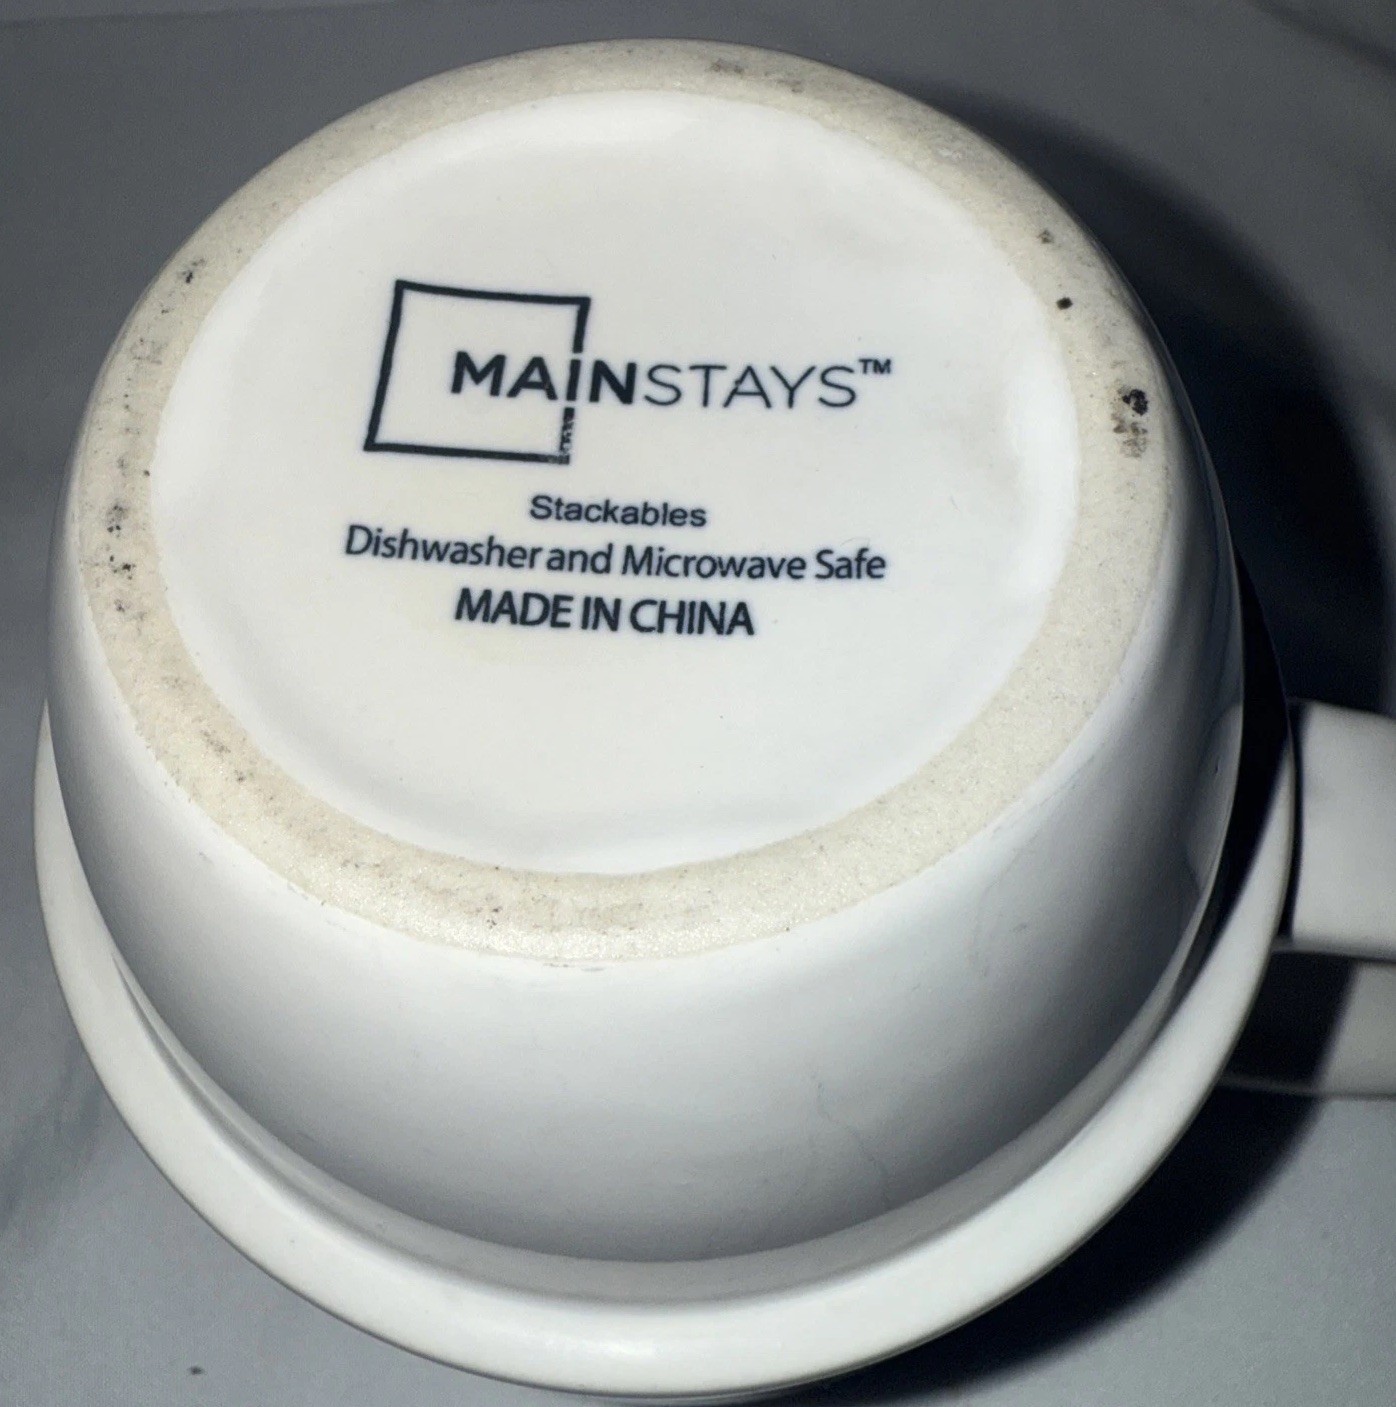 MAINSTAYS™
Stackables
Dishwasher and Microwave Safe
MADE IN CHINA